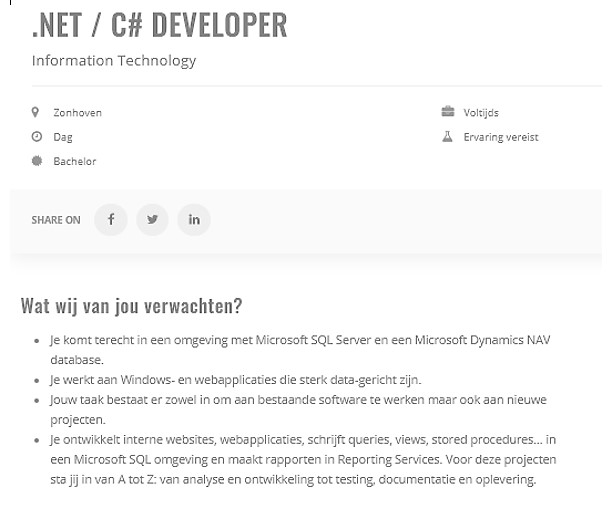 .NET / C# DEVELOPER
Information Technology
Zonhoven
Voltijds
Dag
Ervaring vereist
Bachelor
SHARE ON
Wat wij van jou verwachten?
Je komt terecht in een omgeving met Microsoft SQL Server en een Microsoft Dynamics NAV
database.
Je werkt aan Windows- en webapplicaties die sterk data-gericht zijn.
Jouw taak bestaat er zowel in om aan bestaande software te werken maar ook aan nieuwe
projecten.
Je ontwikkelt interne websites, webapplicaties, schrijft queries, views, stored procedures... in
een Microsoft SQL omgeving en maakt rapporten in Reporting Services. Voor deze projecten
sta jij in van A tot Z: van analyse en ontwikkeling tot testing, documentatie en oplevering.